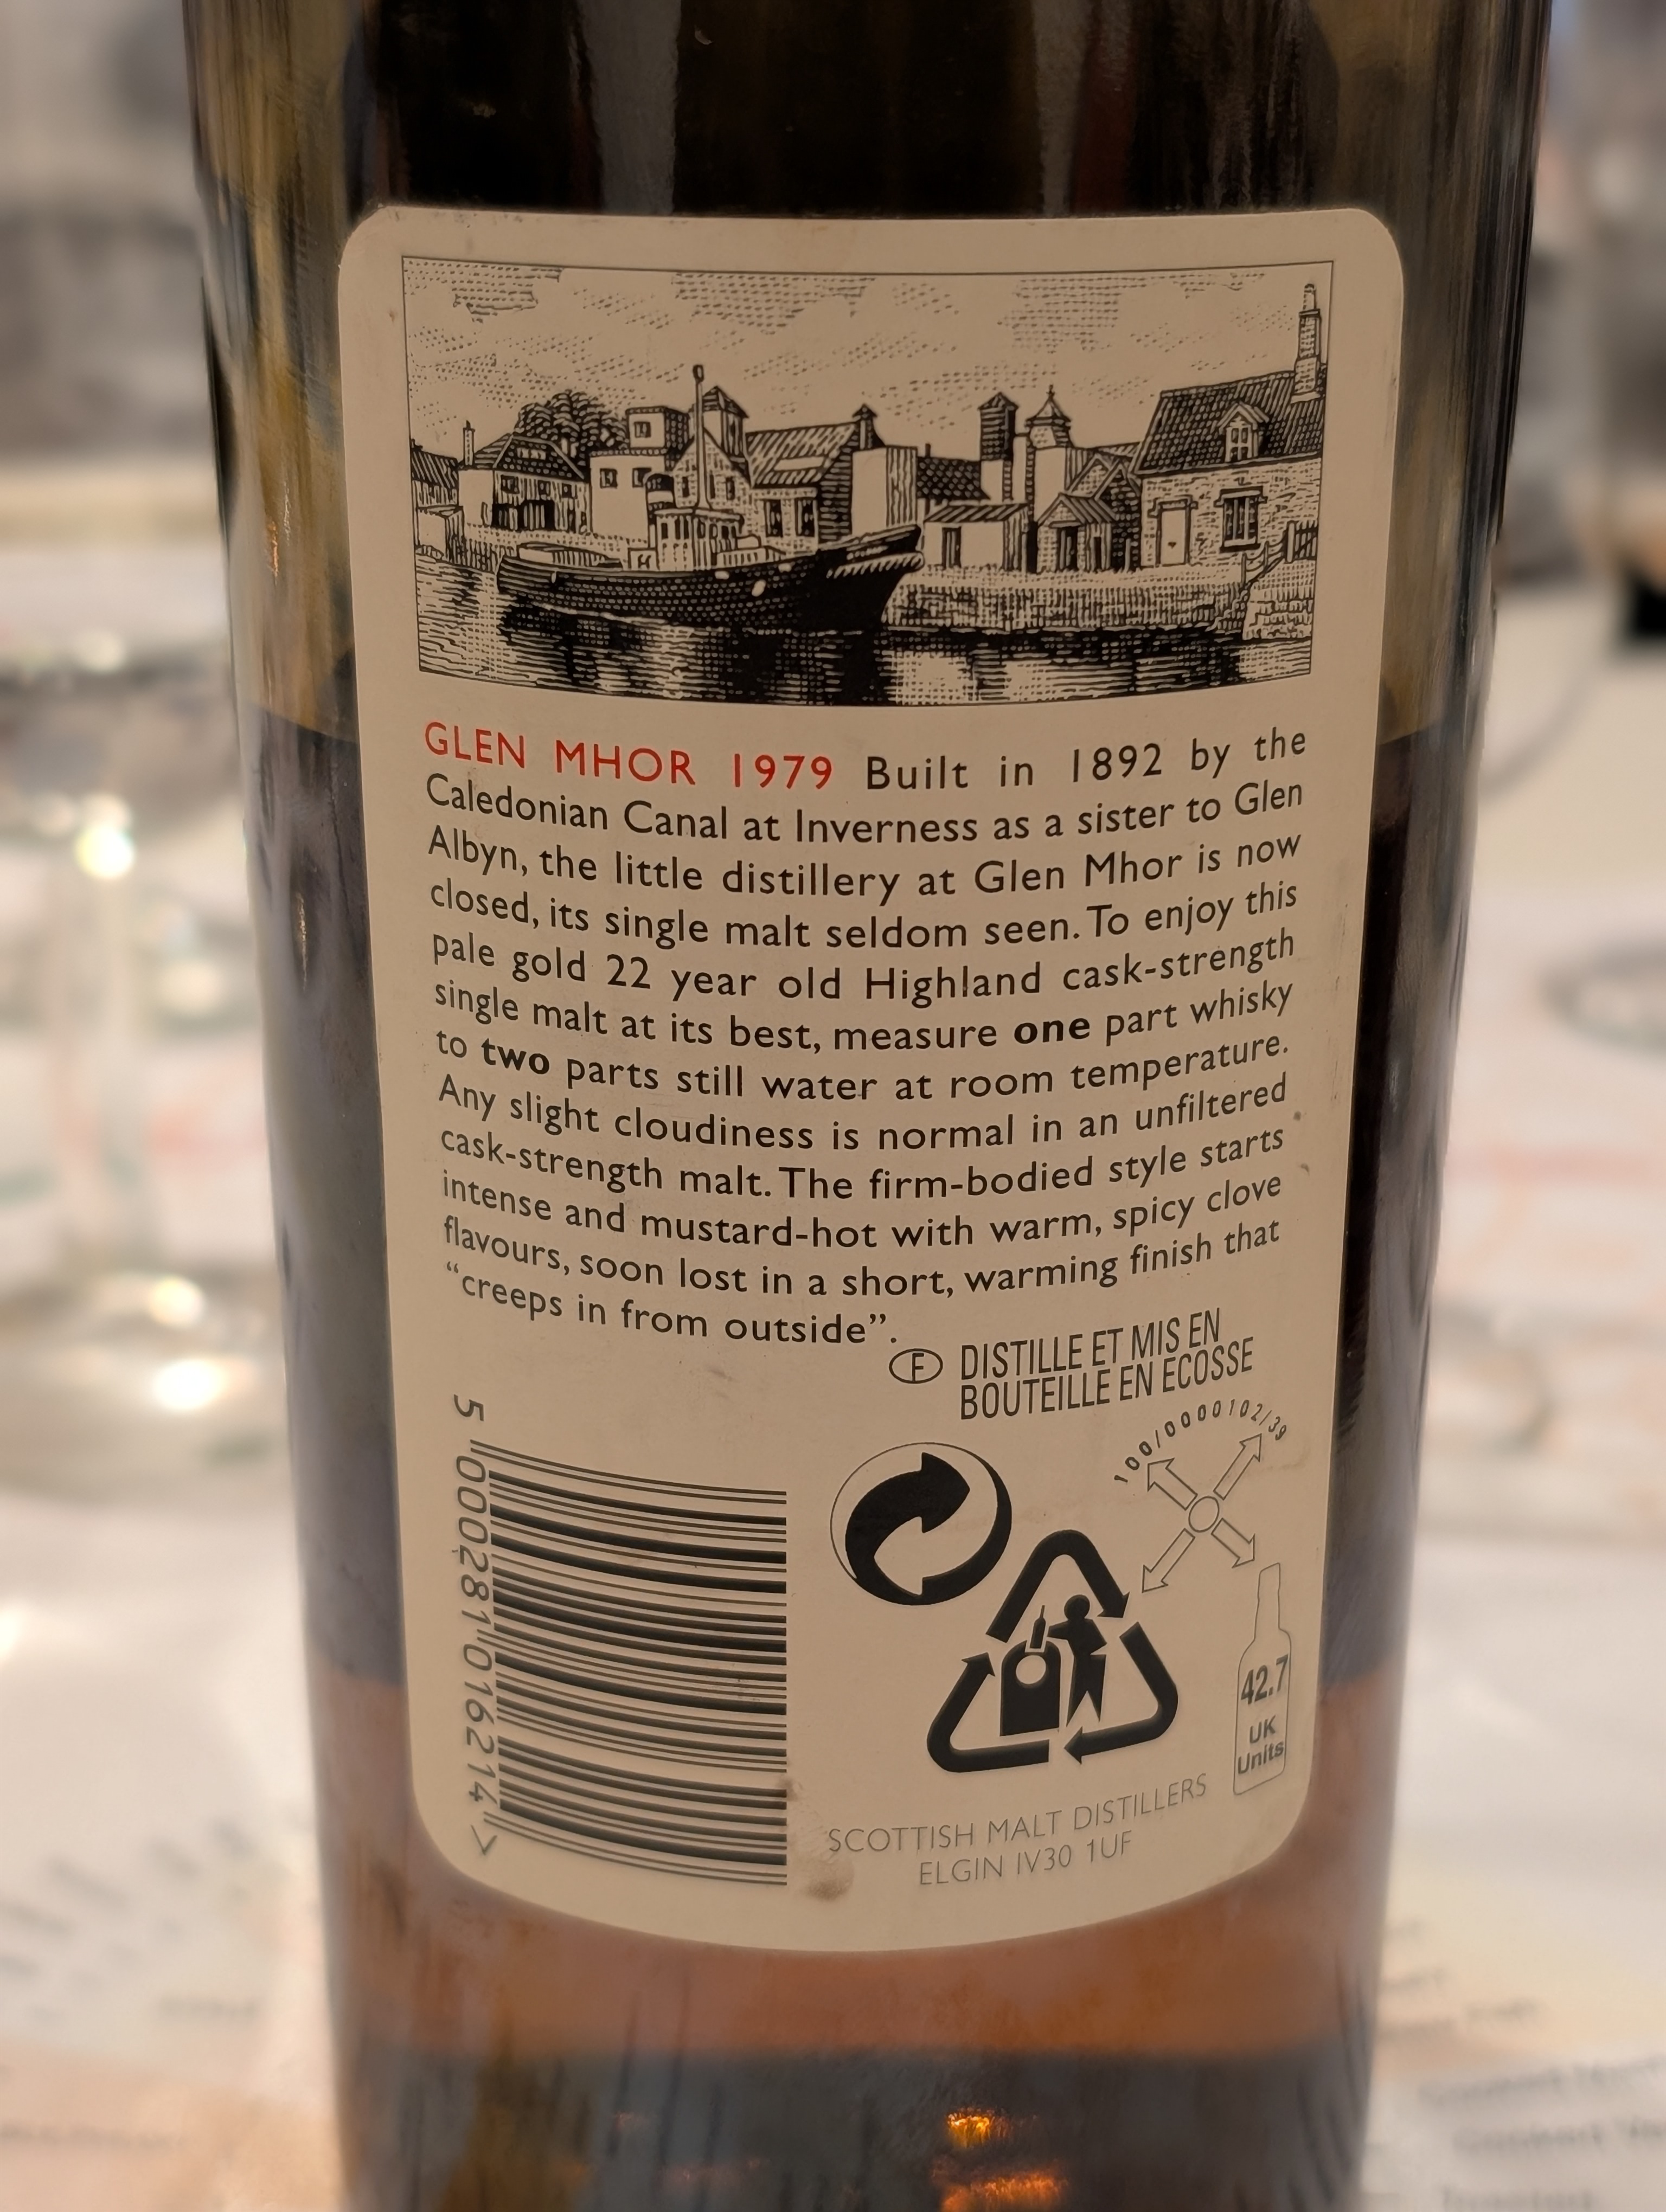 GLEN MHOR 1979 Built in 1892 by the
Caledonian Canal at Inverness as a sister to Glen
Albyn, the little distillery at Glen Mhor is now
closed, its single malt seldom seen. To enjoy this
pale gold 22 year old Highland cask-strength
single malt at its best, measure one part whisky
to two parts still water at room temperature.
Any slight cloudiness is normal in an unfiltered
cask-strength malt. The firm-bodied style starts
intense and mustard-hot with warm, spicy clove
flavours, soon lost in a short, warming finish that
“creeps in from outside”.
F DISTILLE ET MIS EN
BOUTEILLE EN ECOSSE
100/0000102/39
5 000281 016214 >
42.7
UK
Units
SCOTTISH MALT DISTILLERS
ELGIN IV30 1UF